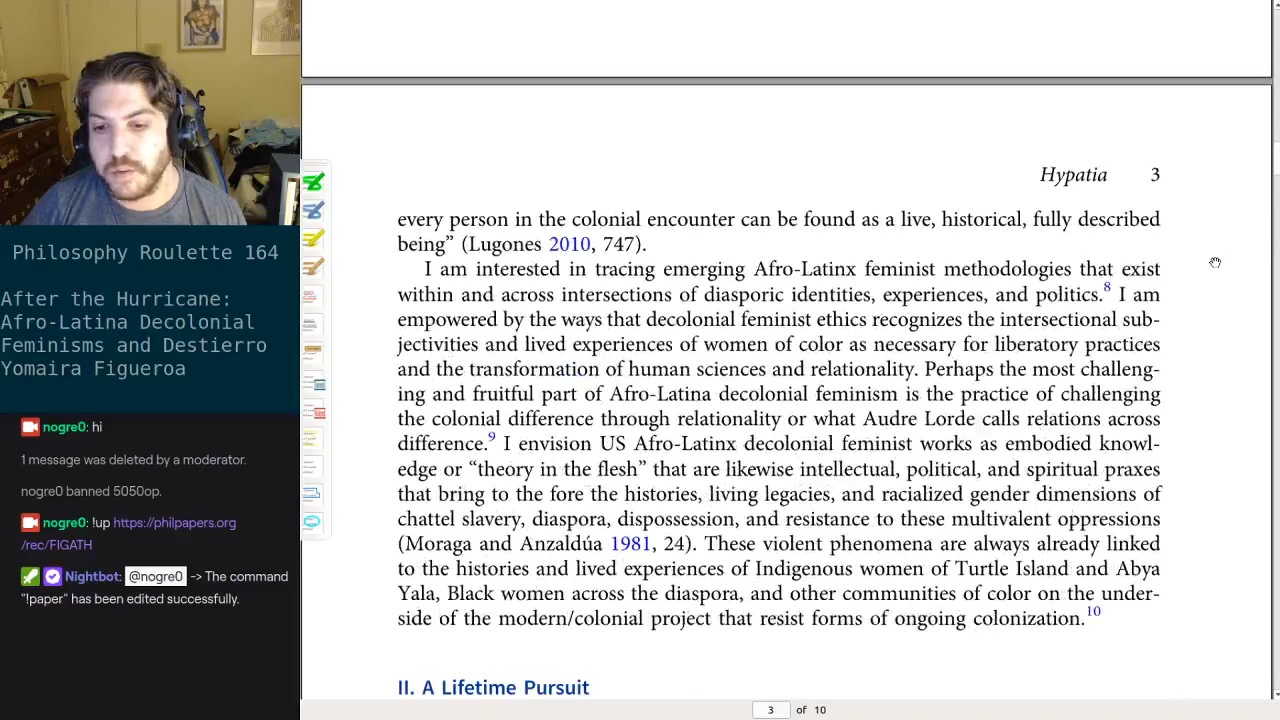 Philosophy Roulette 164
After the Hurricane:
Afro-Latina Decolonial
Feminisms and Destierro
Yomaira Figueroa
nogre0: hi
1 message was deleted by a moderator.
nogre0 banned 5050op.
nogre0: !up https://philpapers.org
/rec/FIGATH
Nightbot: @nogre0 -> The command
"!paper" has been edited successfully.
Hypatia 3
every person in the colonial encounter can be found as a live, historical, fully described
being” (Lugones 2010, 747).
I am interested in tracing emerging Afro-Latinx feminist methodologies that exist
within and across intersections of diasporic identities, experiences, and politics.8 I am
empowered by the ways that decolonial feminist ethics recognizes the intersectional sub-
jectivities and lived experiences of women of color as necessary for liberatory practices
and the transformation of human sciences and relationality. Perhaps the most challeng-
ing and fruitful part of Afro-Latina decolonial feminism is the practice of challenging
the colonial difference through relationality or what Audre Lorde called relation across
difference.9 I envision US Afro-Latinx decolonial feminist works as embodied knowl-
edge or “theory in the flesh” that are likewise intellectual, political, and spiritual praxes
that bring to the fore the histories, living legacies, and racialized gender dimensions of
chattel slavery, diaspora, dispossession, and resistance to these multivalent oppressions
(Moraga and Anzaldúa 1981, 24). These violent phenomena are always already linked
to the histories and lived experiences of Indigenous women of Turtle Island and Abya
Yala, Black women across the diaspora, and other communities of color on the under-
side of the modern/colonial project that resist forms of ongoing colonization.10
II. A Lifetime Pursuit
3 of 10